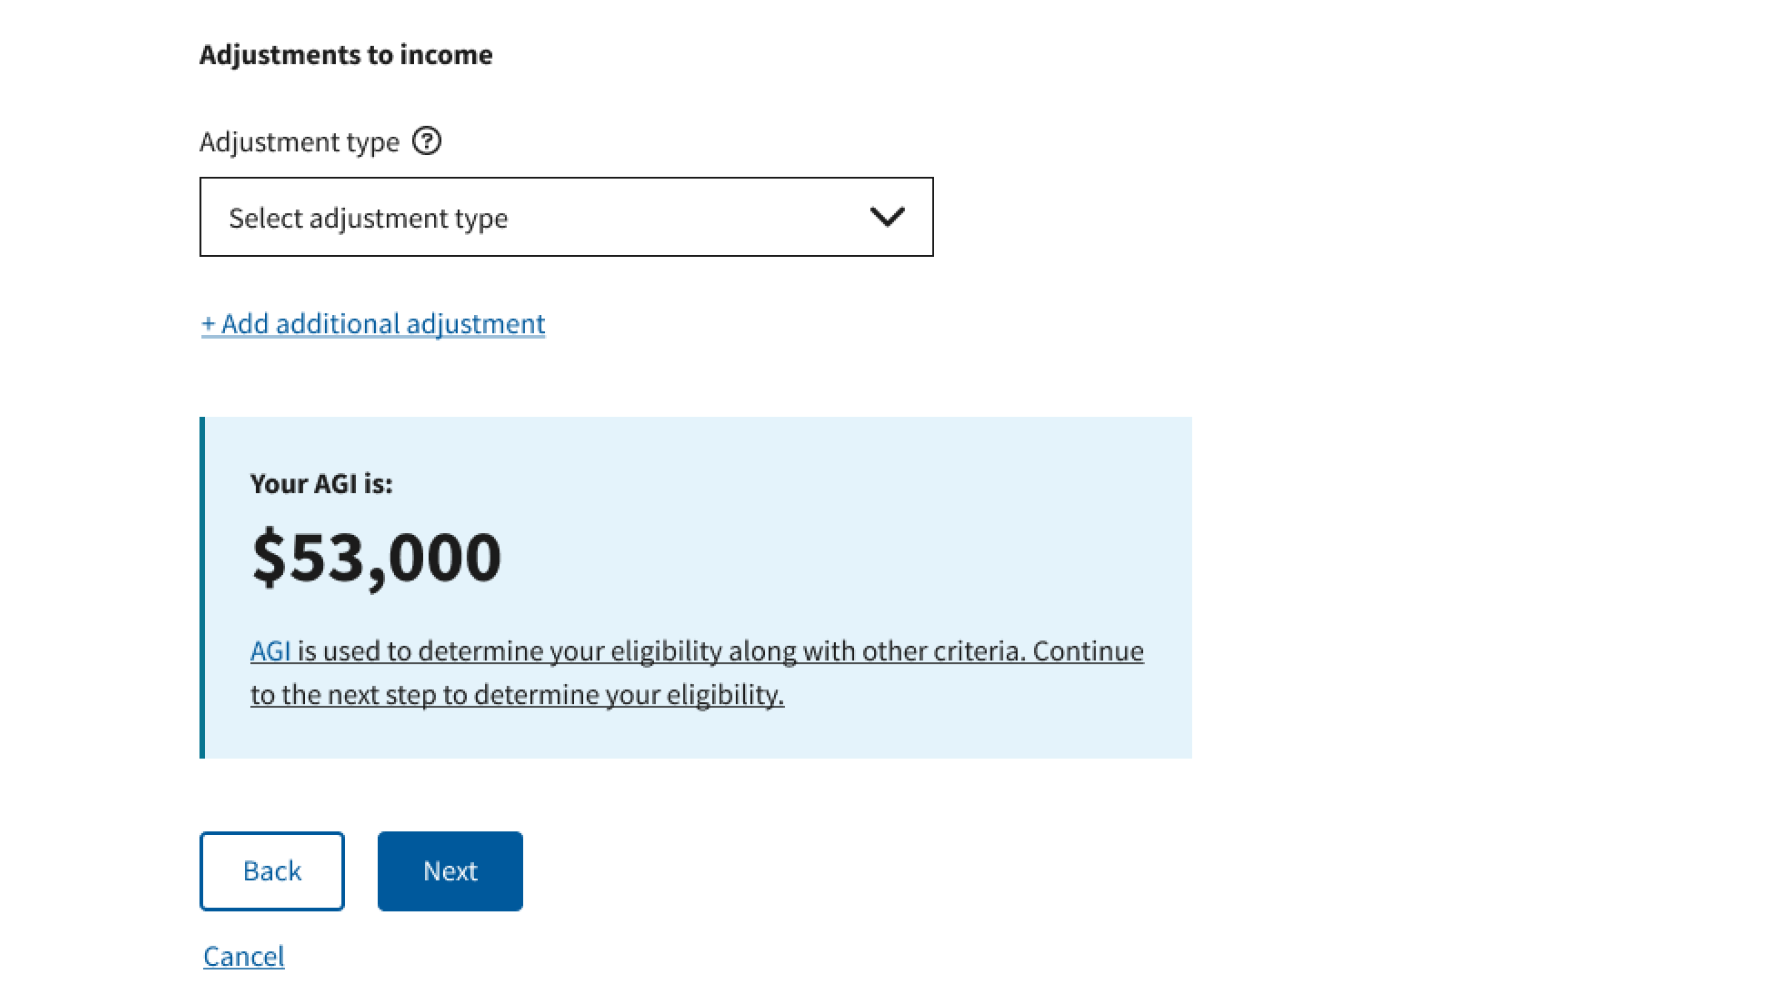 Adjustments to income
Adjustment type ?
Select adjustment type
+ Add additional adjustment
Your AGI is:
$53,000
AGI is used to determine your eligibility along with other criteria. Continue
to the next step to determine your eligibility.
Back Next
Cancel